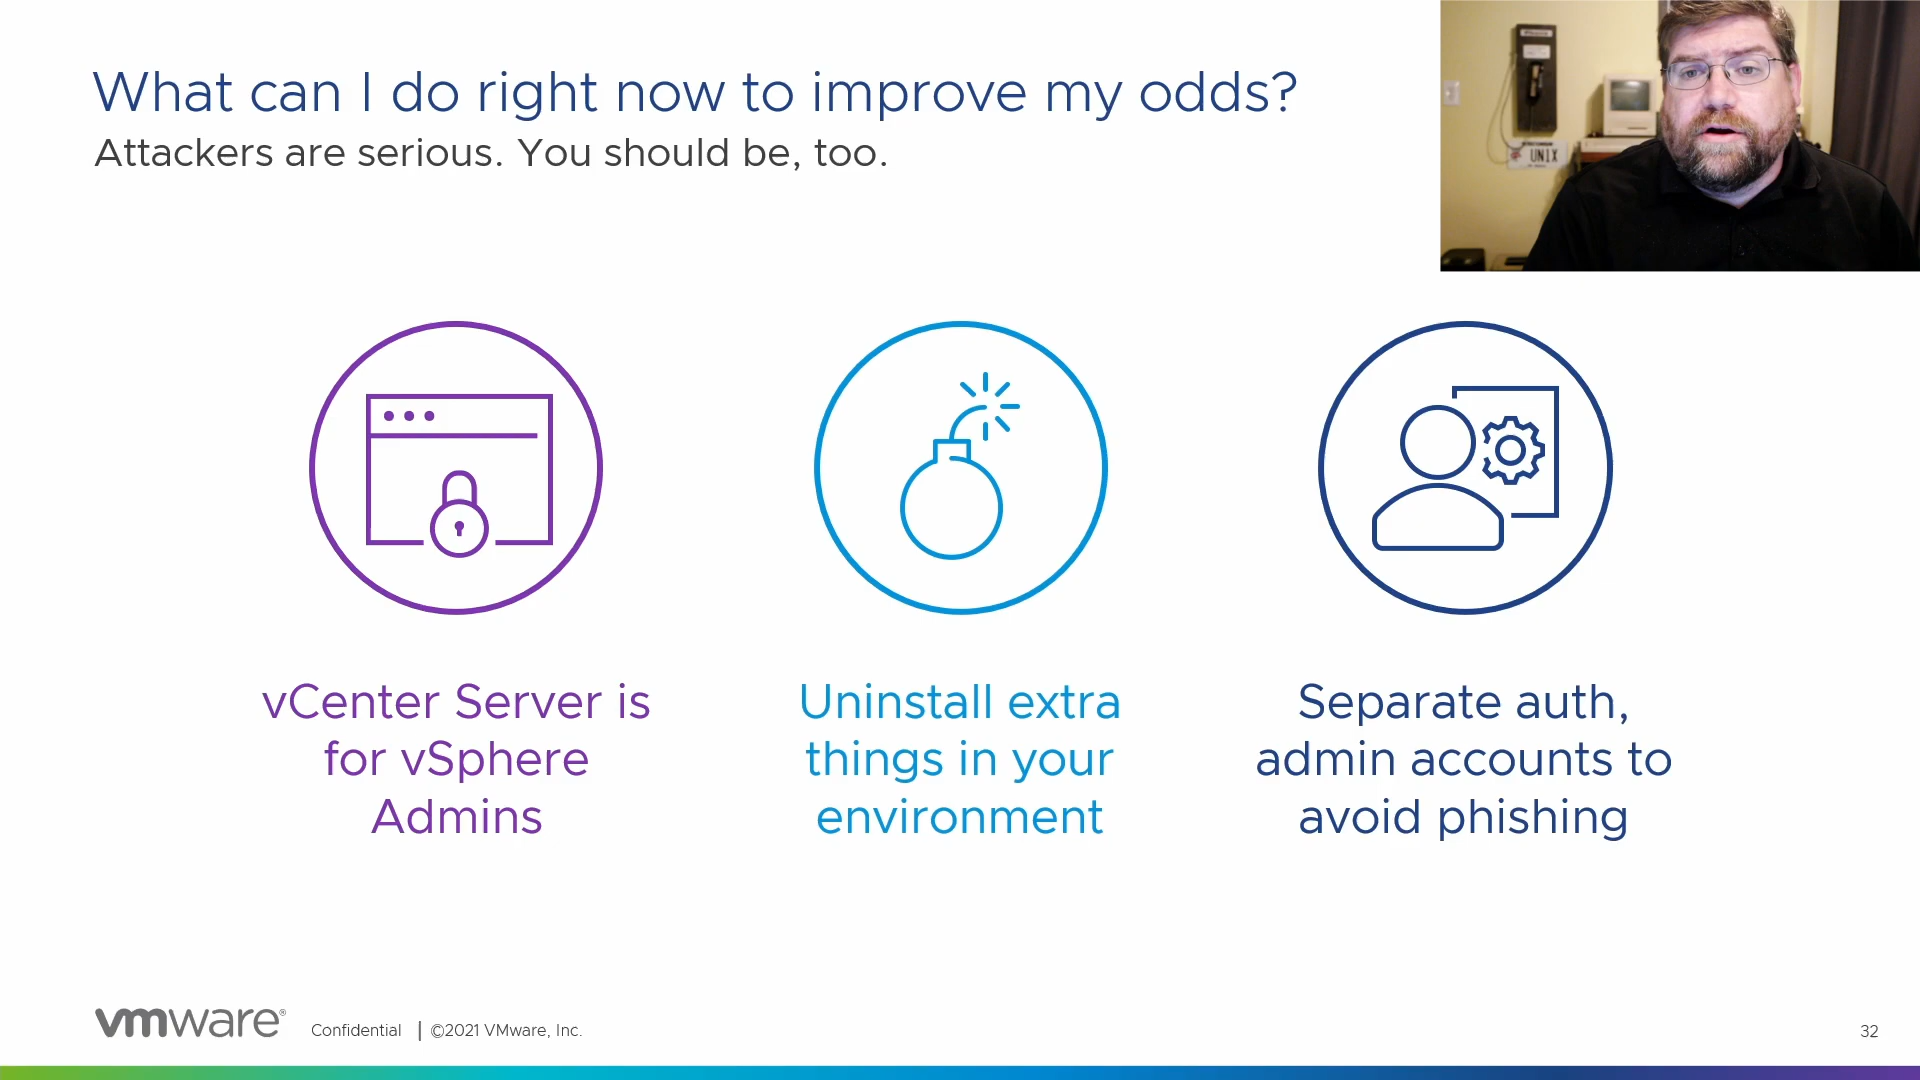 What can I do right now to improve my odds?
Attackers are serious. You should be, too.
UNIX
vCenter Server is
for vSphere
Admins
Uninstall extra
things in your
environment
Separate auth,
admin accounts to
avoid phishing
vmware®
Confidential | ©2021 VMware, Inc.
32